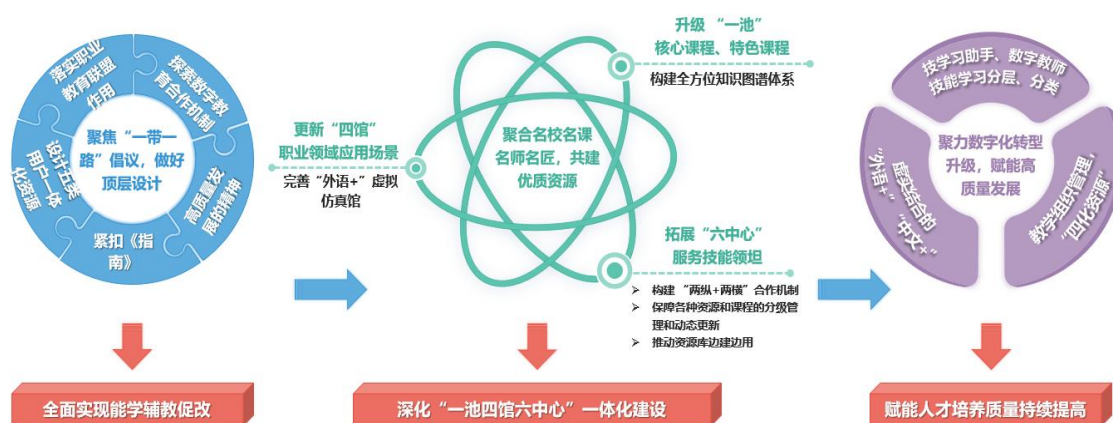 落实职业
教育联盟
作用
探索数字教
育合作机制
设计五类
用户一体
化资源
高质量发
展的精神
紧扣《指
南》
聚焦“一带一
路”倡议，做好
顶层设计
全面实现能学辅教促改
更新“四馆”
职业领域应用场景
完善“外语+”虚拟
仿真馆
升级 “一池”
核心课程、特色课程
构建全方位知识图谱体系
聚合名校名课
名师名匠，共建
优质资源
拓展“六中心”
服务技能领坦
➢ 构建 “两纵+两横”合作机制
➢ 保障各种资源和课程的分级管
理和动态更新
➢ 推动资源库边建边用
深化“一池四馆六中心”一体化建设
技学习助手、数字教师
技能学习分层、分类
虚实结合的
“外语+” “中文+”
教学组织管理，
“四化资源”
聚力数字化转型
升级，赋能高
质量发展
赋能人才培养质量持续提高